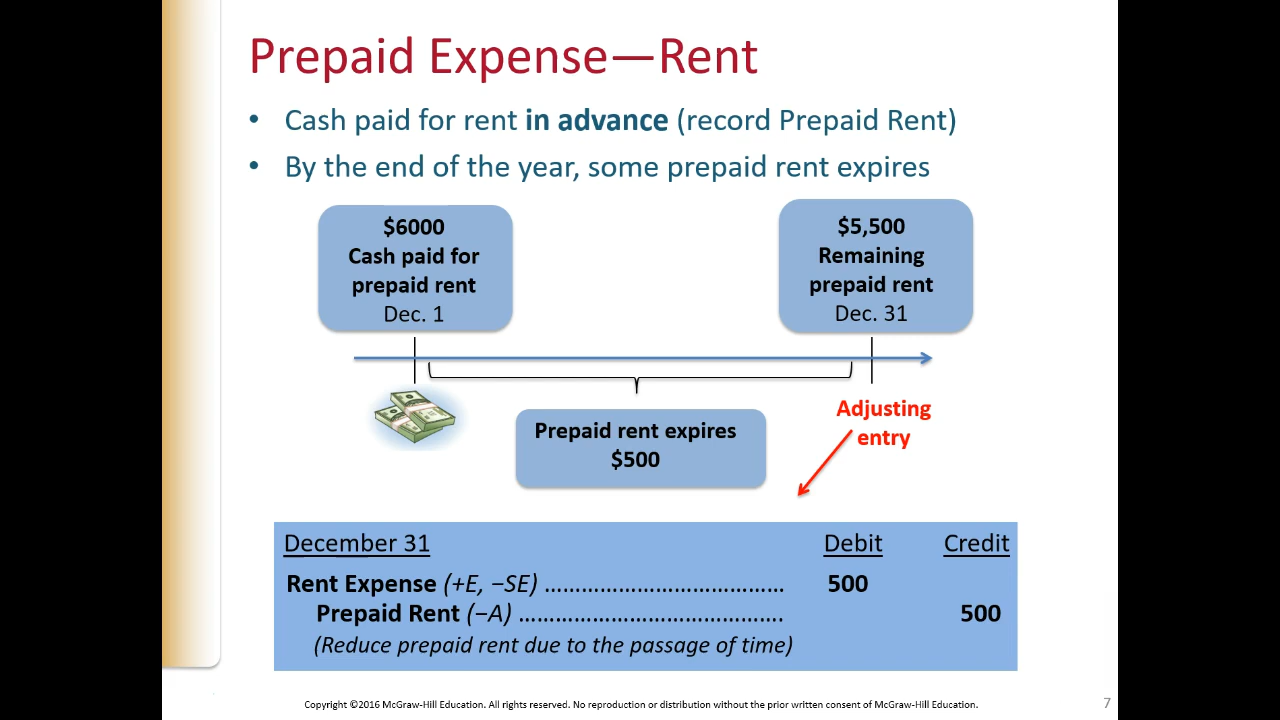 Prepaid Expense—Rent
• Cash paid for rent in advance (record Prepaid Rent)
• By the end of the year, some prepaid rent expires
$6000
Cash paid for
prepaid rent
Dec. 1
$5,500
Remaining
prepaid rent
Dec. 31
Prepaid rent expires
$500
Adjusting
entry
December 31 Debit Credit
Rent Expense (+E, −SE) ………………………………… 500
Prepaid Rent (−A) ……………………………………. 500
(Reduce prepaid rent due to the passage of time)
Copyright ©2016 McGraw-Hill Education. All rights reserved. No reproduction or distribution without the prior written consent of McGraw-Hill Education.
7